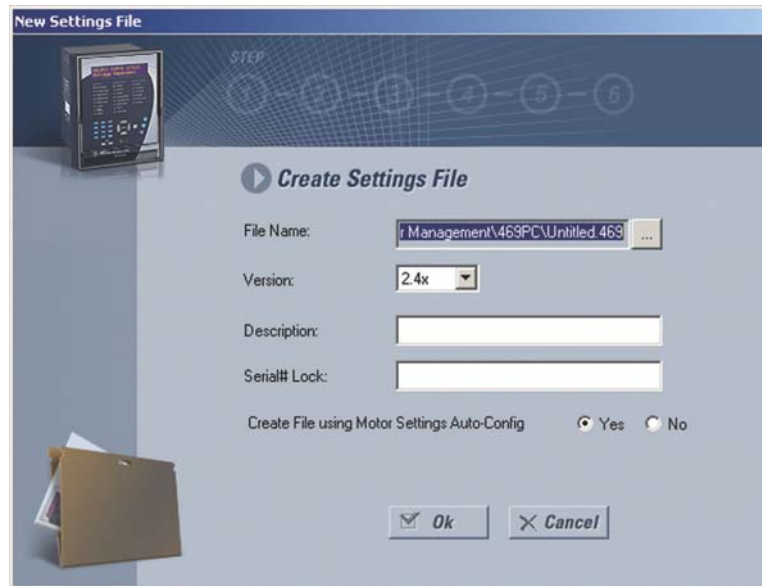 New Settings File
STEP
1 - 2 - 3 - 4 - 5 - 6
Create Settings File
File Name:
r Management\469PC\Untitled.469
...
Version:
2.4x
Description:
Serial# Lock:
Create File using Motor Settings Auto-Config
Yes
No
Ok
Cancel